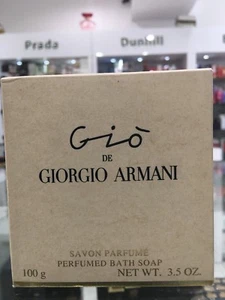 Prada
Dunhill
Giò
DE
GIORGIO ARMANI
SAVON PARFUMÉ
PERFUMED BATH SOAP
100 g NET WT. 3.5 OZ.